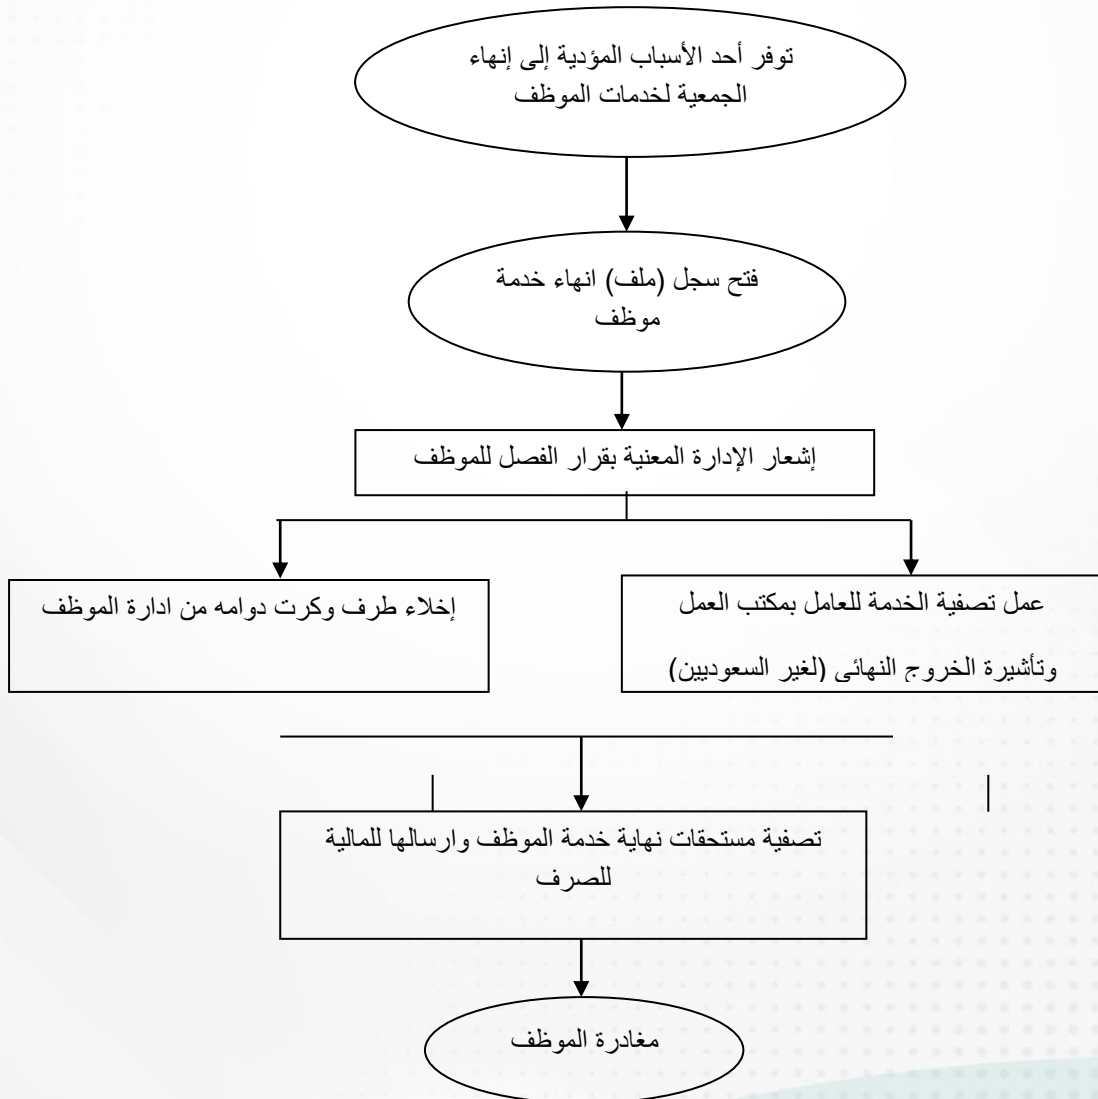 توفر أحد الأسباب المؤدية إلى إنهاء
الجمعية لخدمات الموظف
فتح سجل (ملف) انهاء خدمة
موظف
إشعار الإدارة المعنية بقرار الفصل للموظف
عمل تصفية الخدمة للعامل بمكتب العمل
وتأشيرة الخروج النهائي (لغير السعوديين)
إخلاء طرف وكرت دوامه من ادارة الموظف
تصفية مستحقات نهاية خدمة الموظف وارسالها للمالية
للصرف
مغادرة الموظف